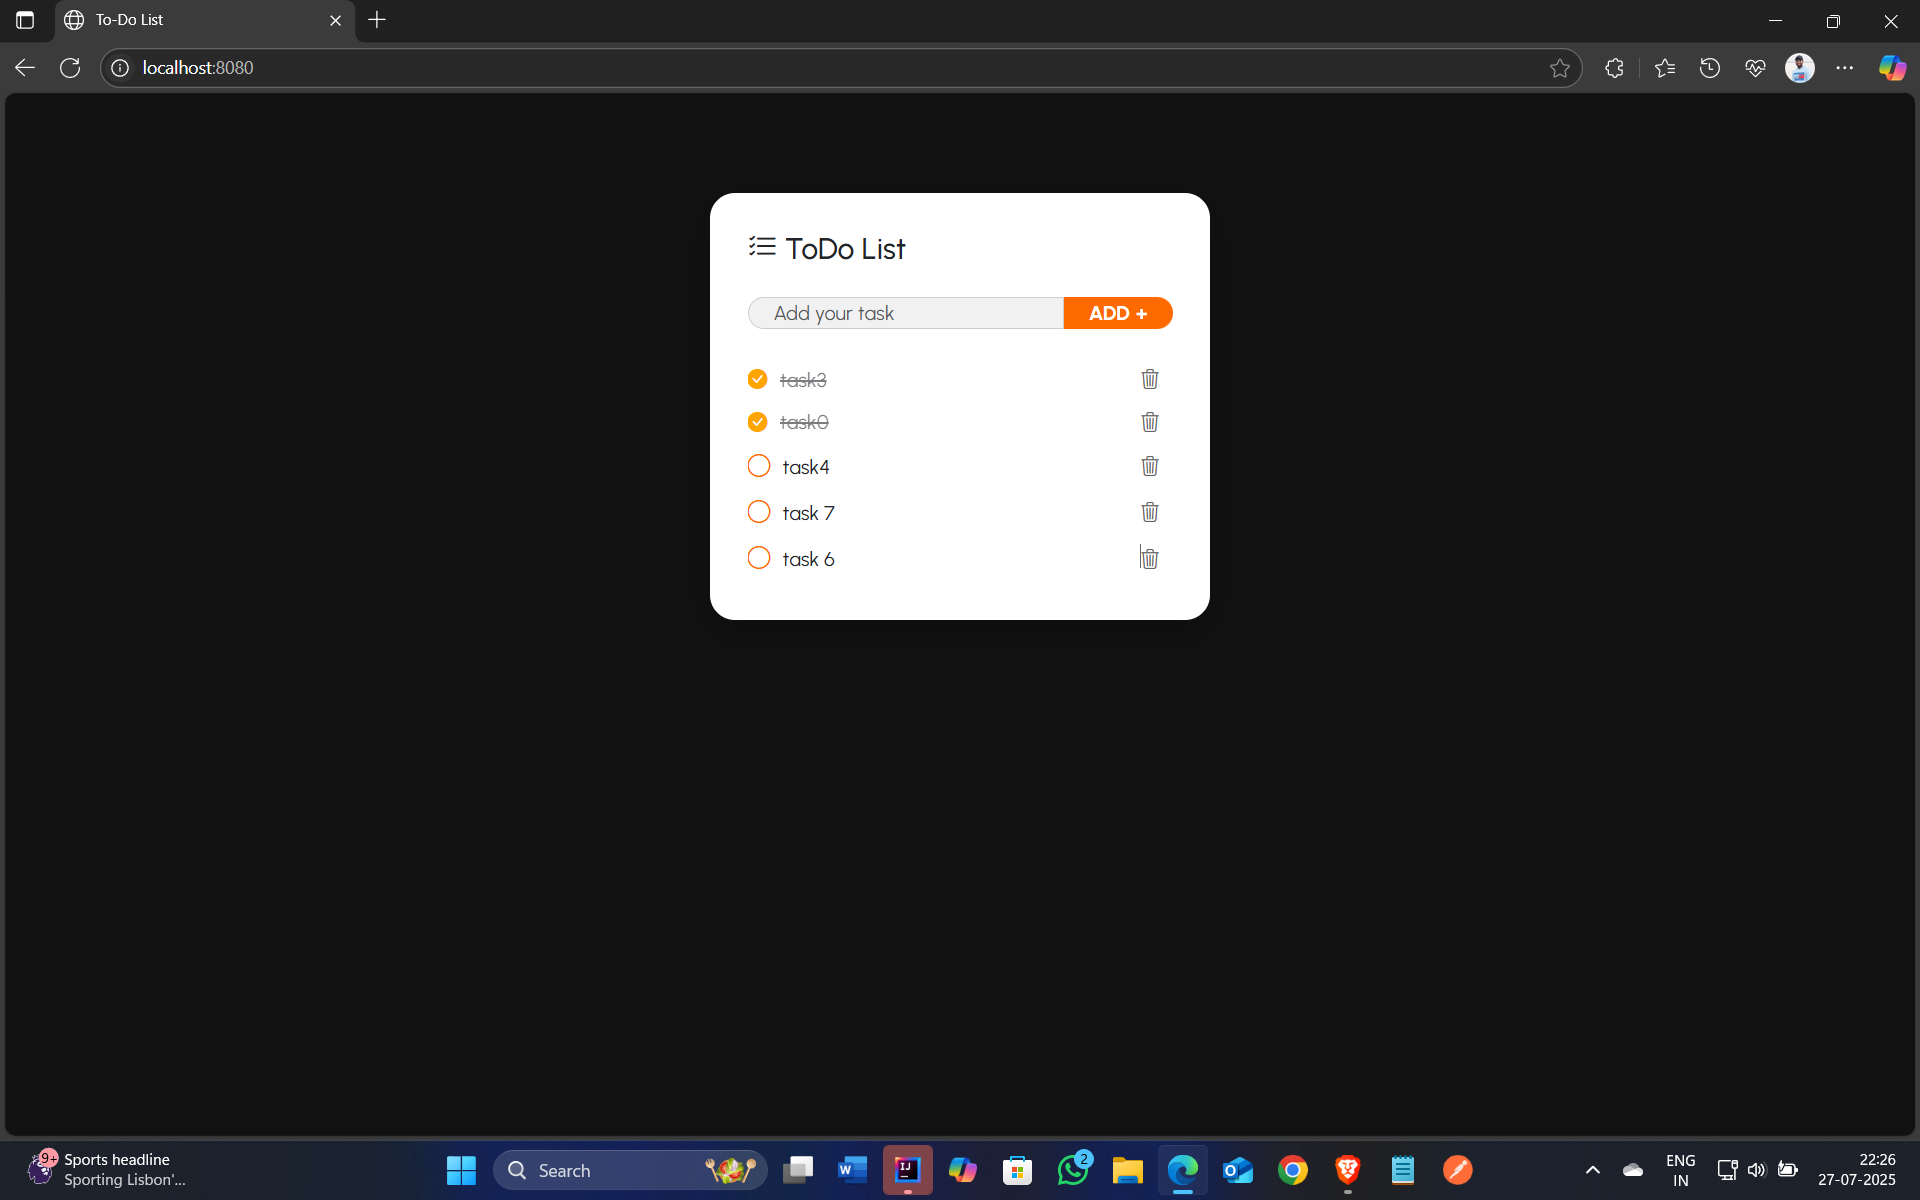 To-Do List
localhost:8080
ToDo List
Add your task
ADD +
task3
task0
task4
task 7
task 6
9+
Sports headline
Sporting Lisbon'...
Search
W
IJ
2
O
ENG
IN
22:26
27-07-2025